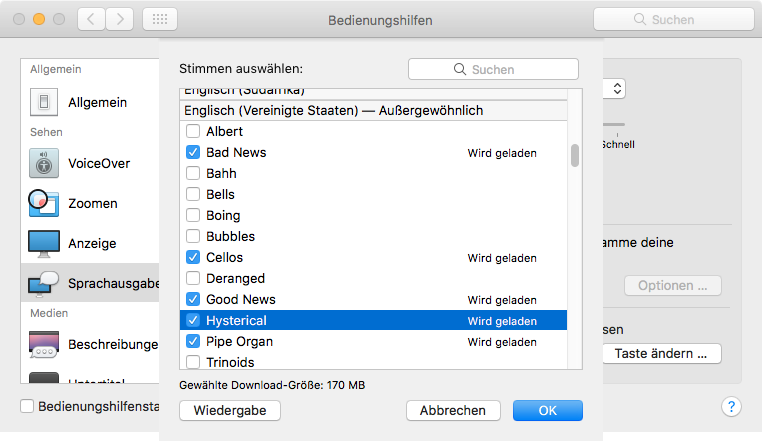 Bedienungshilfen
Suchen
Allgemein
Allgemein
Sehen
VoiceOver
Zoomen
Anzeige
Sprachausgabe
Medien
Beschreibunge
Untertitel
Bedienungshilfensta
Stimmen auswählen:
Suchen
Englisch (Südafrika)
Englisch (Vereinigte Staaten) — Außergewöhnlich
Albert
Bad News Wird geladen
Bahh
Bells
Boing
Bubbles
Cellos Wird geladen
Deranged
Good News Wird geladen
Hysterical Wird geladen
Pipe Organ Wird geladen
Trinoids
Gewählte Download-Größe: 170 MB
Wiedergabe
Abbrechen
OK
Schnell
amme deine
Optionen ...
sen
Taste ändern ...
?